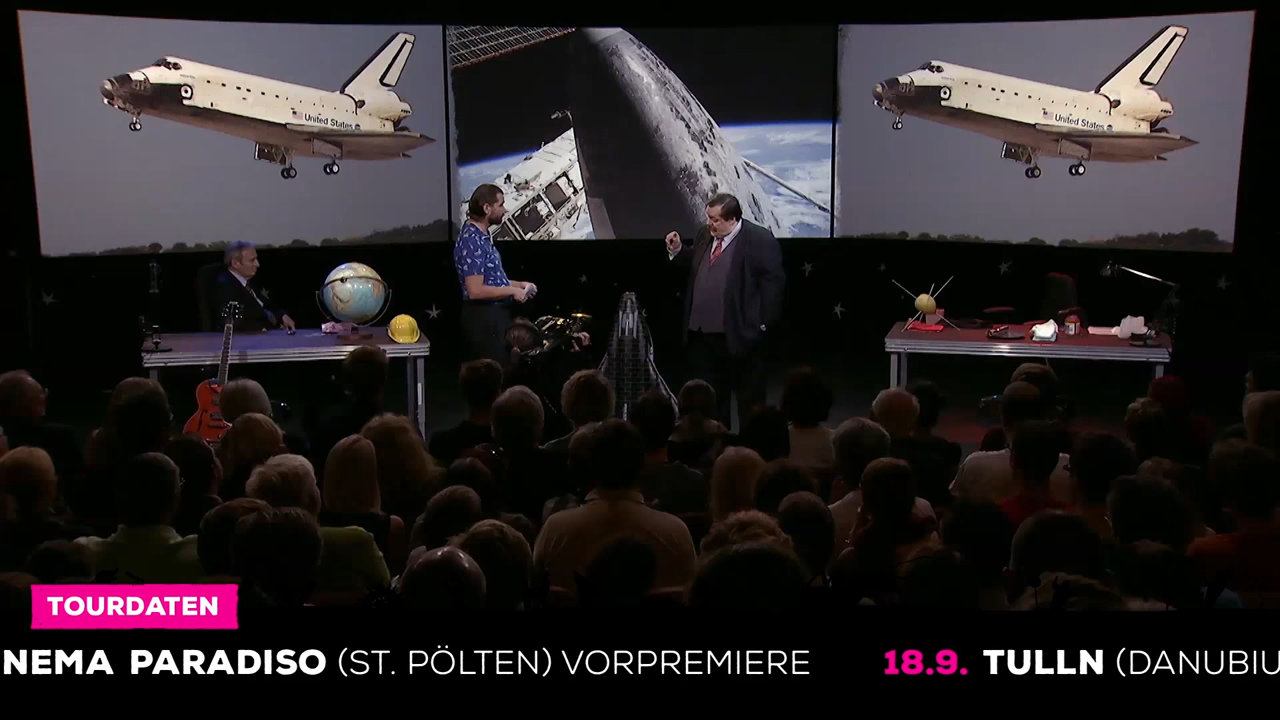 United States
United States
TOURDATEN
NEMA PARADISO (ST. PÖLTEN) VORPREMIERE 18.9. TULLN (DANUBIU